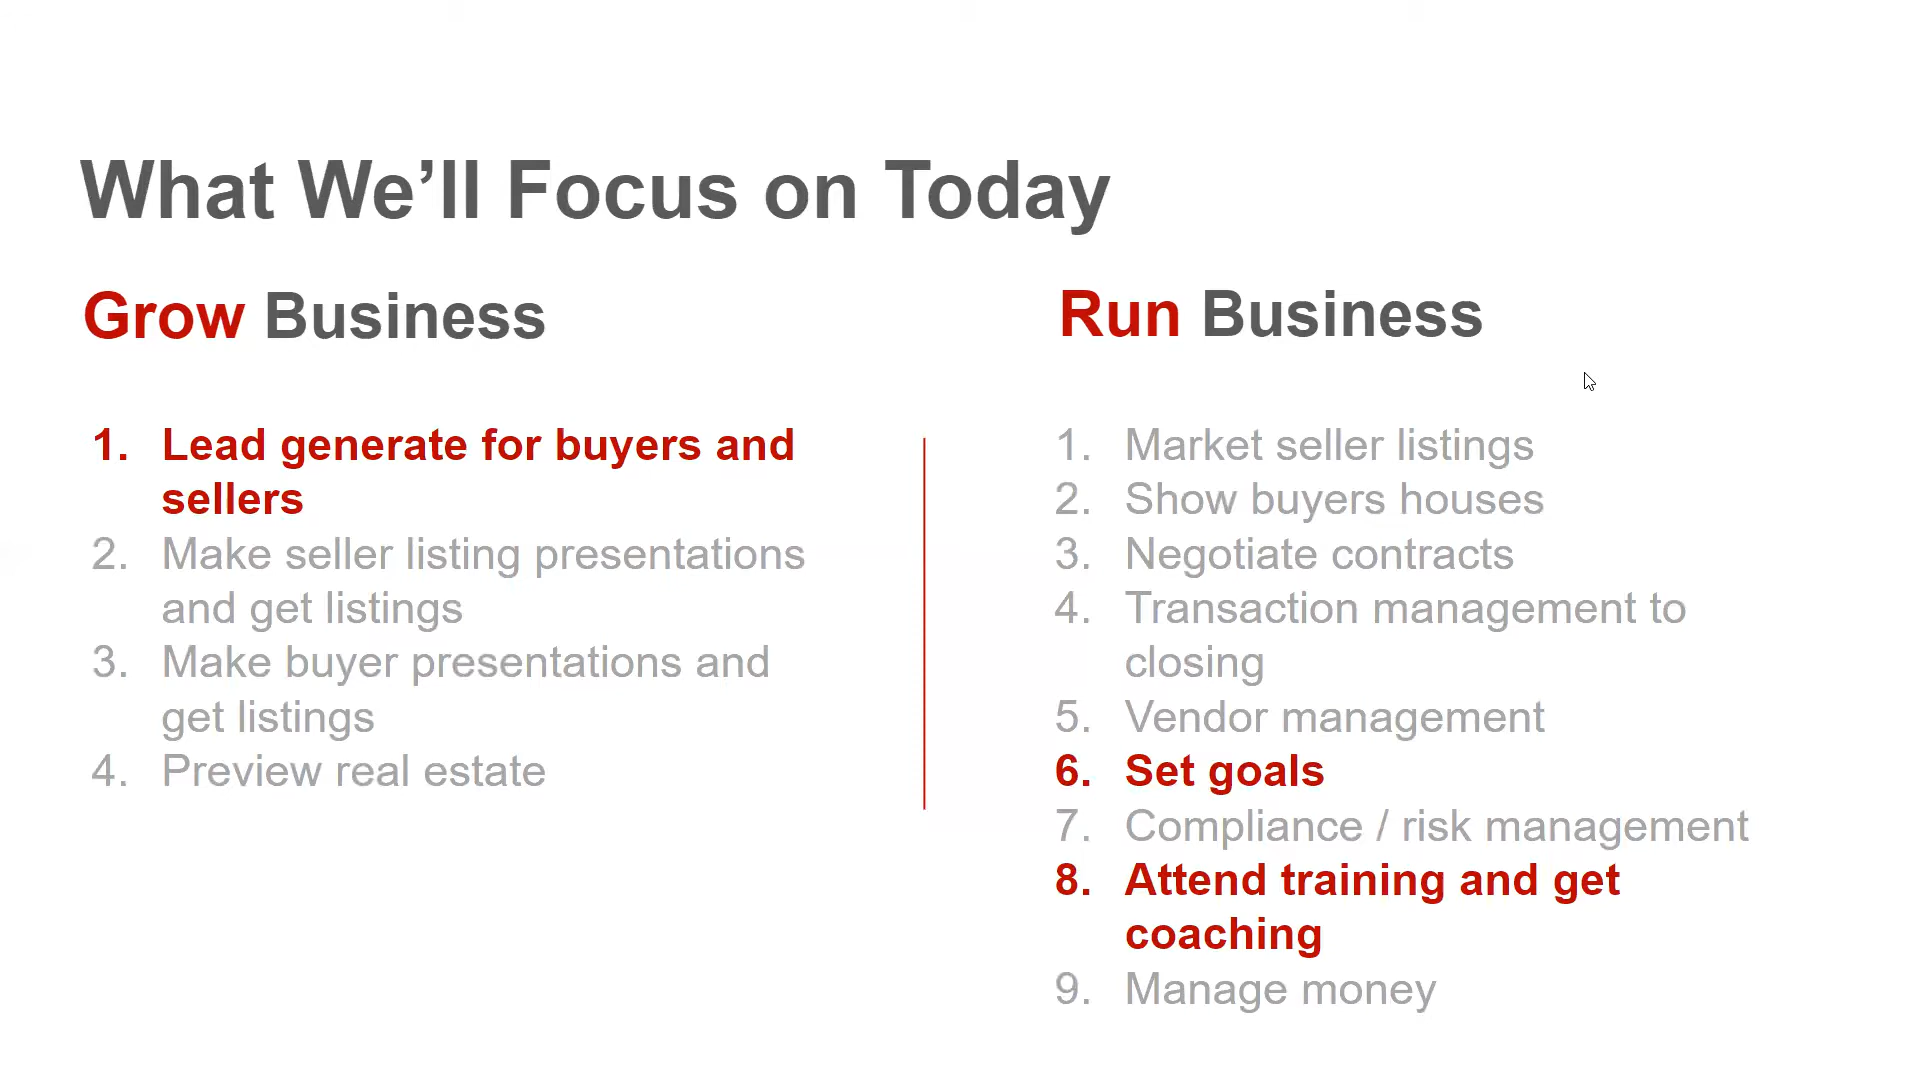 What We’ll Focus on Today
Grow Business
1. Lead generate for buyers and
sellers
2. Make seller listing presentations
and get listings
3. Make buyer presentations and
get listings
4. Preview real estate
Run Business
1. Market seller listings
2. Show buyers houses
3. Negotiate contracts
4. Transaction management to
closing
5. Vendor management
6. Set goals
7. Compliance / risk management
8. Attend training and get
coaching
9. Manage money